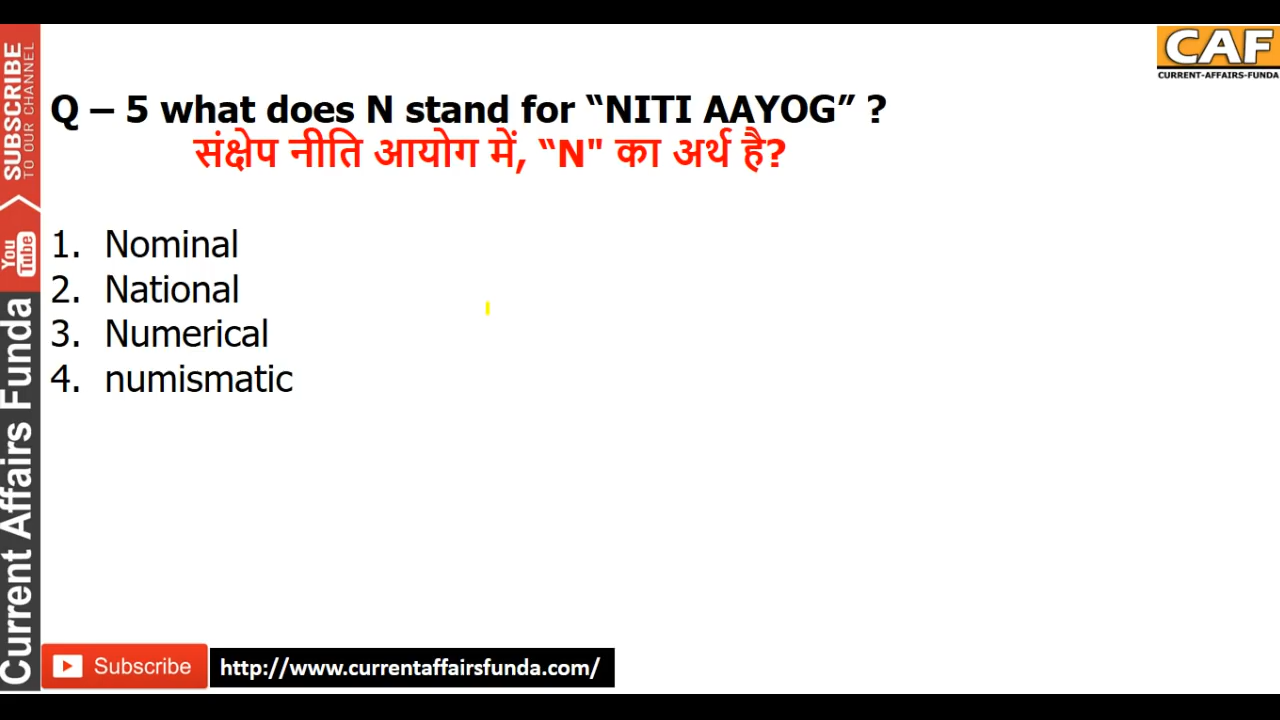 CAF
CURRENT-AFFAIRS-FUNDA
SUBSCRIBE
TO OUR CHANNEL
You Tube
Current Affairs Funda
Q – 5 what does N stand for “NITI AAYOG” ?
संक्षेप नीति आयोग में, “N" का अर्थ है?
1. Nominal
2. National
3. Numerical
4. numismatic
Subscribe
http://www.currentaffairsfunda.com/